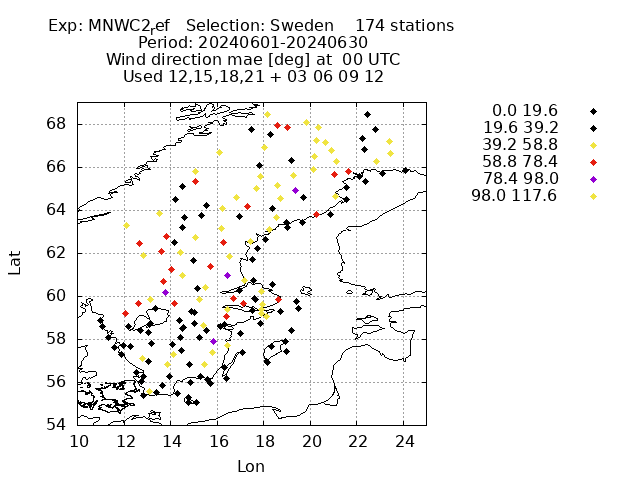 Exp: MNWC2ref Selection: Sweden 174 stations
Period: 20240601-20240630
Wind direction mae [deg] at 00 UTC
Used 12,15,18,21 + 03 06 09 12
0.0 19.6
19.6 39.2
39.2 58.8
58.8 78.4
78.4 98.0
98.0 117.6
68
66
64
62
60
58
56
54
Lat
10 12 14 16 18 20 22 24
Lon